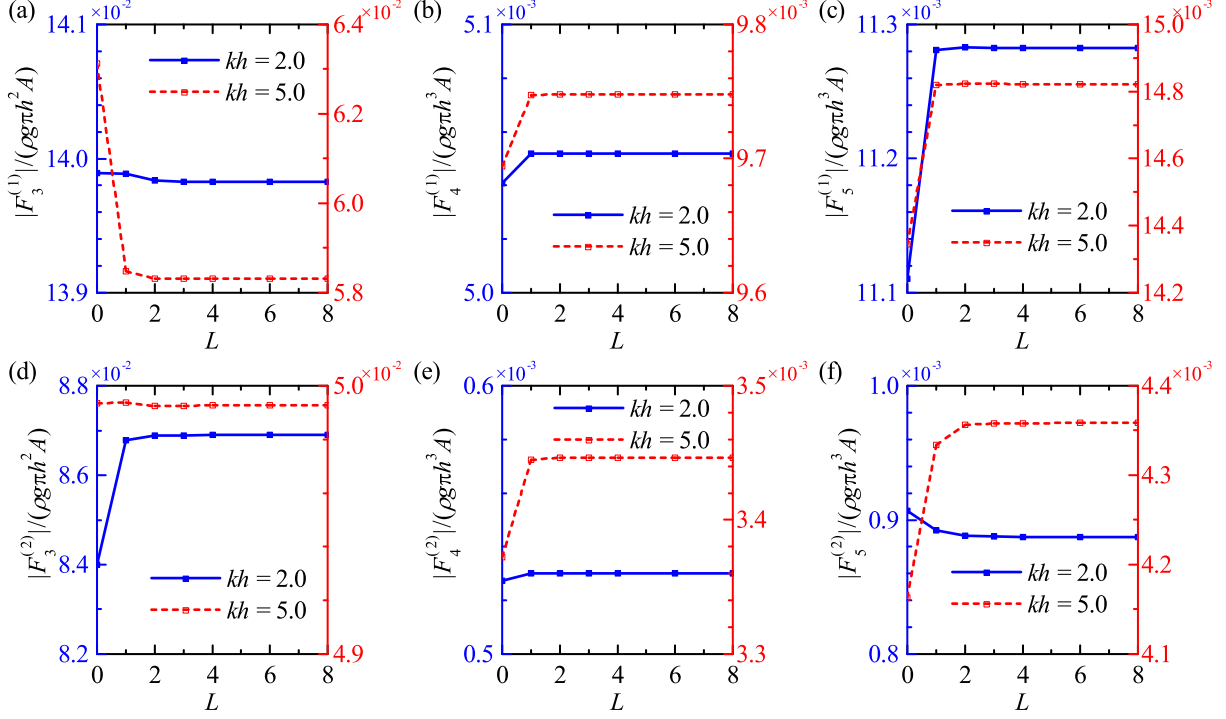 (a)
14.1 ×10⁻²
14.0
13.9
|F₃⁽¹⁾|/(ρgπh²A)
kh = 2.0
kh = 5.0
6.4 ×10⁻²
6.2
6.0
5.8
0 2 4 6 8
L
(b)
5.1 ×10⁻³
5.0
|F₄⁽¹⁾|/(ρgπh³A)
kh = 2.0
kh = 5.0
9.8 ×10⁻³
9.7
9.6
0 2 4 6 8
L
(c)
11.3 ×10⁻³
11.2
11.1
|F₅⁽¹⁾|/(ρgπh³A)
kh = 2.0
kh = 5.0
15.0 ×10⁻³
14.8
14.6
14.4
14.2
0 2 4 6 8
L
(d)
8.8 ×10⁻²
8.6
8.4
8.2
|F₃⁽²⁾|/(ρgπh²A)
kh = 2.0
kh = 5.0
5.0 ×10⁻²
4.9
0 2 4 6 8
L
(e)
0.6 ×10⁻³
0.5
|F₄⁽²⁾|/(ρgπh³A)
kh = 2.0
kh = 5.0
3.5 ×10⁻³
3.4
3.3
0 2 4 6 8
L
(f)
1.0 ×10⁻³
0.9
0.8
|F₅⁽²⁾|/(ρgπh³A)
kh = 2.0
kh = 5.0
4.4 ×10⁻³
4.3
4.2
4.1
0 2 4 6 8
L